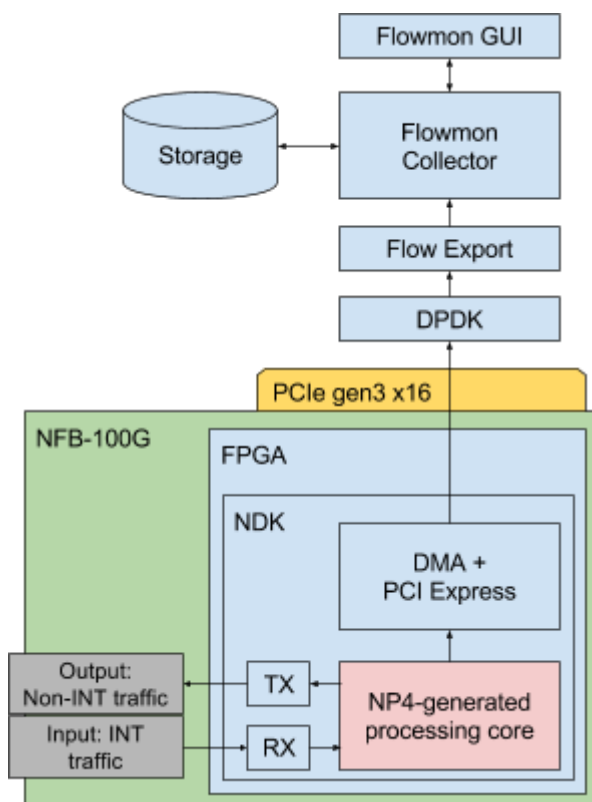 Flowmon GUI
Storage
Flowmon
Collector
Flow Export
DPDK
PCIe gen3 x16
NFB-100G
FPGA
NDK
DMA +
PCI Express
Output:
Non-INT traffic
TX
NP4-generated
processing core
Input: INT
traffic
RX